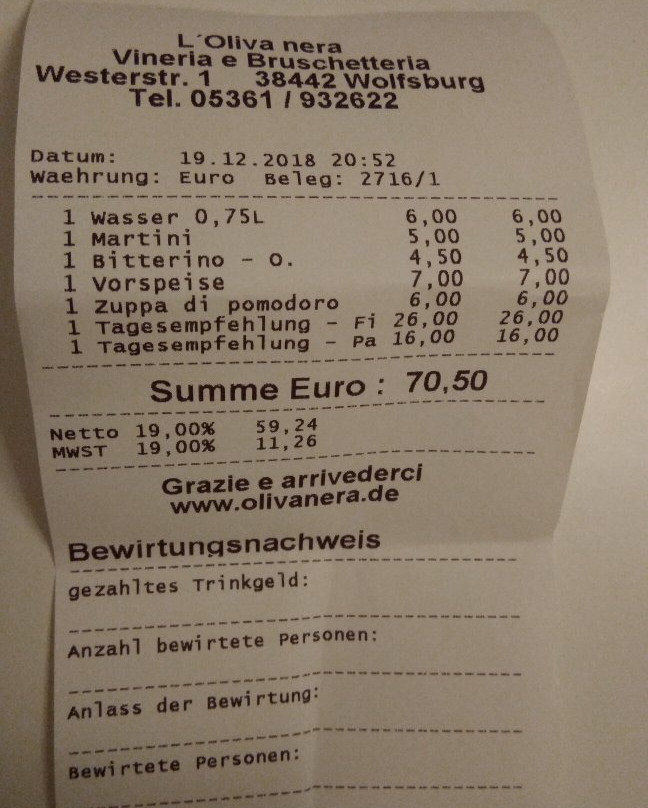 L´Oliva nera
Vineria e Bruschetteria
Westerstr. 1 38442 Wolfsburg
Tel. 05361 / 932622
Datum: 19.12.2018 20:52
Waehrung: Euro Beleg: 2716/1
1 Wasser 0,75L 6,00 6,00
1 Martini 5,00 5,00
1 Bitterino - O. 4,50 4,50
1 Vorspeise 7,00 7,00
1 Zuppa di pomodoro 6,00 6,00
1 Tagesempfehlung - Fi 26,00 26,00
1 Tagesempfehlung - Pa 16,00 16,00
Summe Euro : 70,50
Netto 19,00% 59,24
MWST 19,00% 11,26
Grazie e arrivederci
www.olivanera.de
Bewirtungsnachweis
gezahltes Trinkgeld:
Anzahl bewirtete Personen:
Anlass der Bewirtung:
Bewirtete Personen: